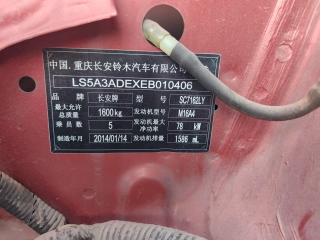 中国.重庆长安铃木汽车有限公
LS5A3ADEXEB010406
品牌 长安牌 型号 SC7162LY
最大允许总质量 1600kg 发动机型号 M16A4
乘员数 5 发动机最大净功率 78 kW
制造年月 2014/01/14 发动机排量 1586 mL